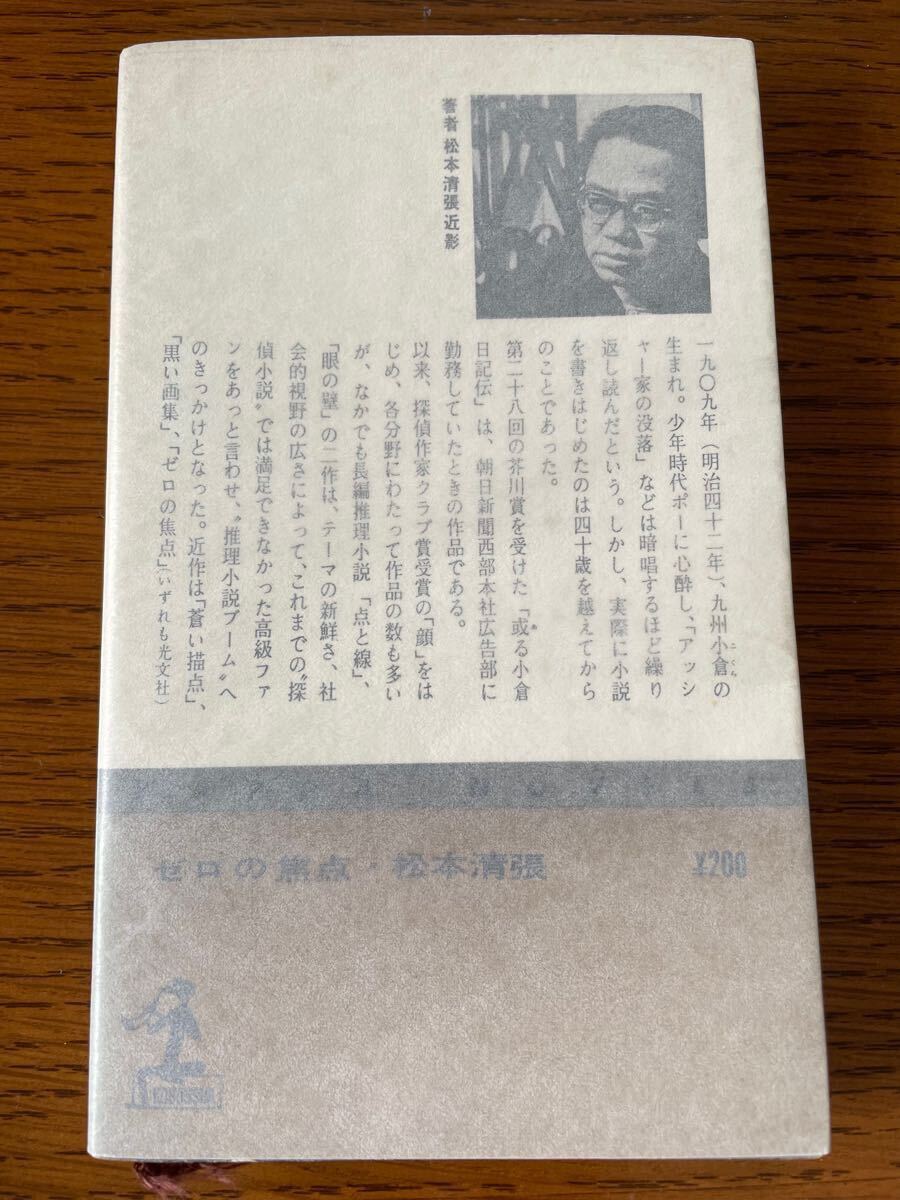 著者 松本清張近影
一九〇九年（明治四十二年）、九州小倉の
こくら
生まれ。少年時代ポーに心酔し、「アッシ
ャー家の没落」などは暗唱するほど繰り
返し読んだという。しかし、実際に小説
を書きはじめたのは四十歳を越えてから
のことであった。
第二十八回の芥川賞を受けた「或る小倉
あ
日記伝」は、朝日新聞西部本社広告部に
勤務していたときの作品である。
以来、探偵作家クラブ賞受賞の「顔」をは
じめ、各分野にわたって作品の数も多い
が、なかでも長編推理小説「点と線」、
「眼の壁」の二作は、テーマの新鮮さ、社
会的視野の広さによって、これまでの〝探
偵小説〟では満足できなかった高級ファ
ンをあっと言わせ、〝推理小説ブーム〟へ
のきっかけとなった。近作は「蒼い描点」、
「黒い画集」、「ゼロの焦点」（いずれも光文社）
KAPPA NOVELS
ゼロの焦点・松本清張
¥200